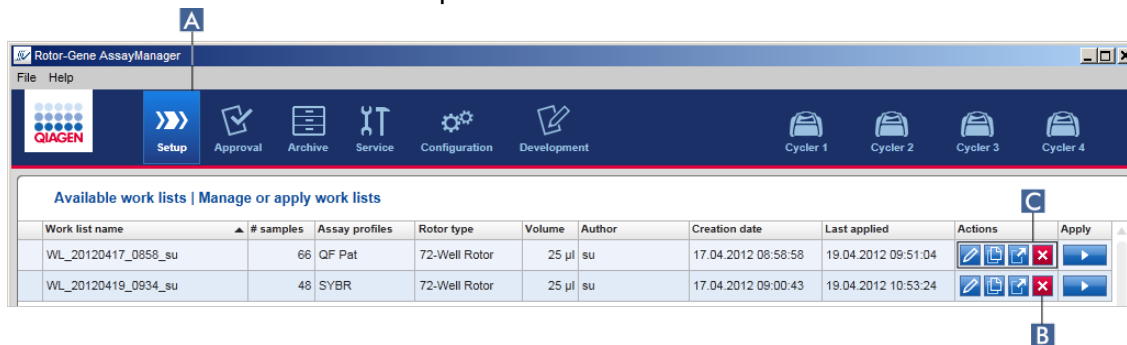 A
Rotor-Gene AssayManager
File Help
QIAGEN
Setup Approval Archive Service Configuration Development Cycler 1 Cycler 2 Cycler 3 Cycler 4
Available work lists | Manage or apply work lists
C
Work list name # samples Assay profiles Rotor type Volume Author Creation date Last applied Actions Apply
WL_20120417_0858_su 66 QF Pat 72-Well Rotor 25 µl su 17.04.2012 08:58:58 19.04.2012 09:51:04
WL_20120419_0934_su 48 SYBR 72-Well Rotor 25 µl su 17.04.2012 09:00:43 19.04.2012 10:53:24
B